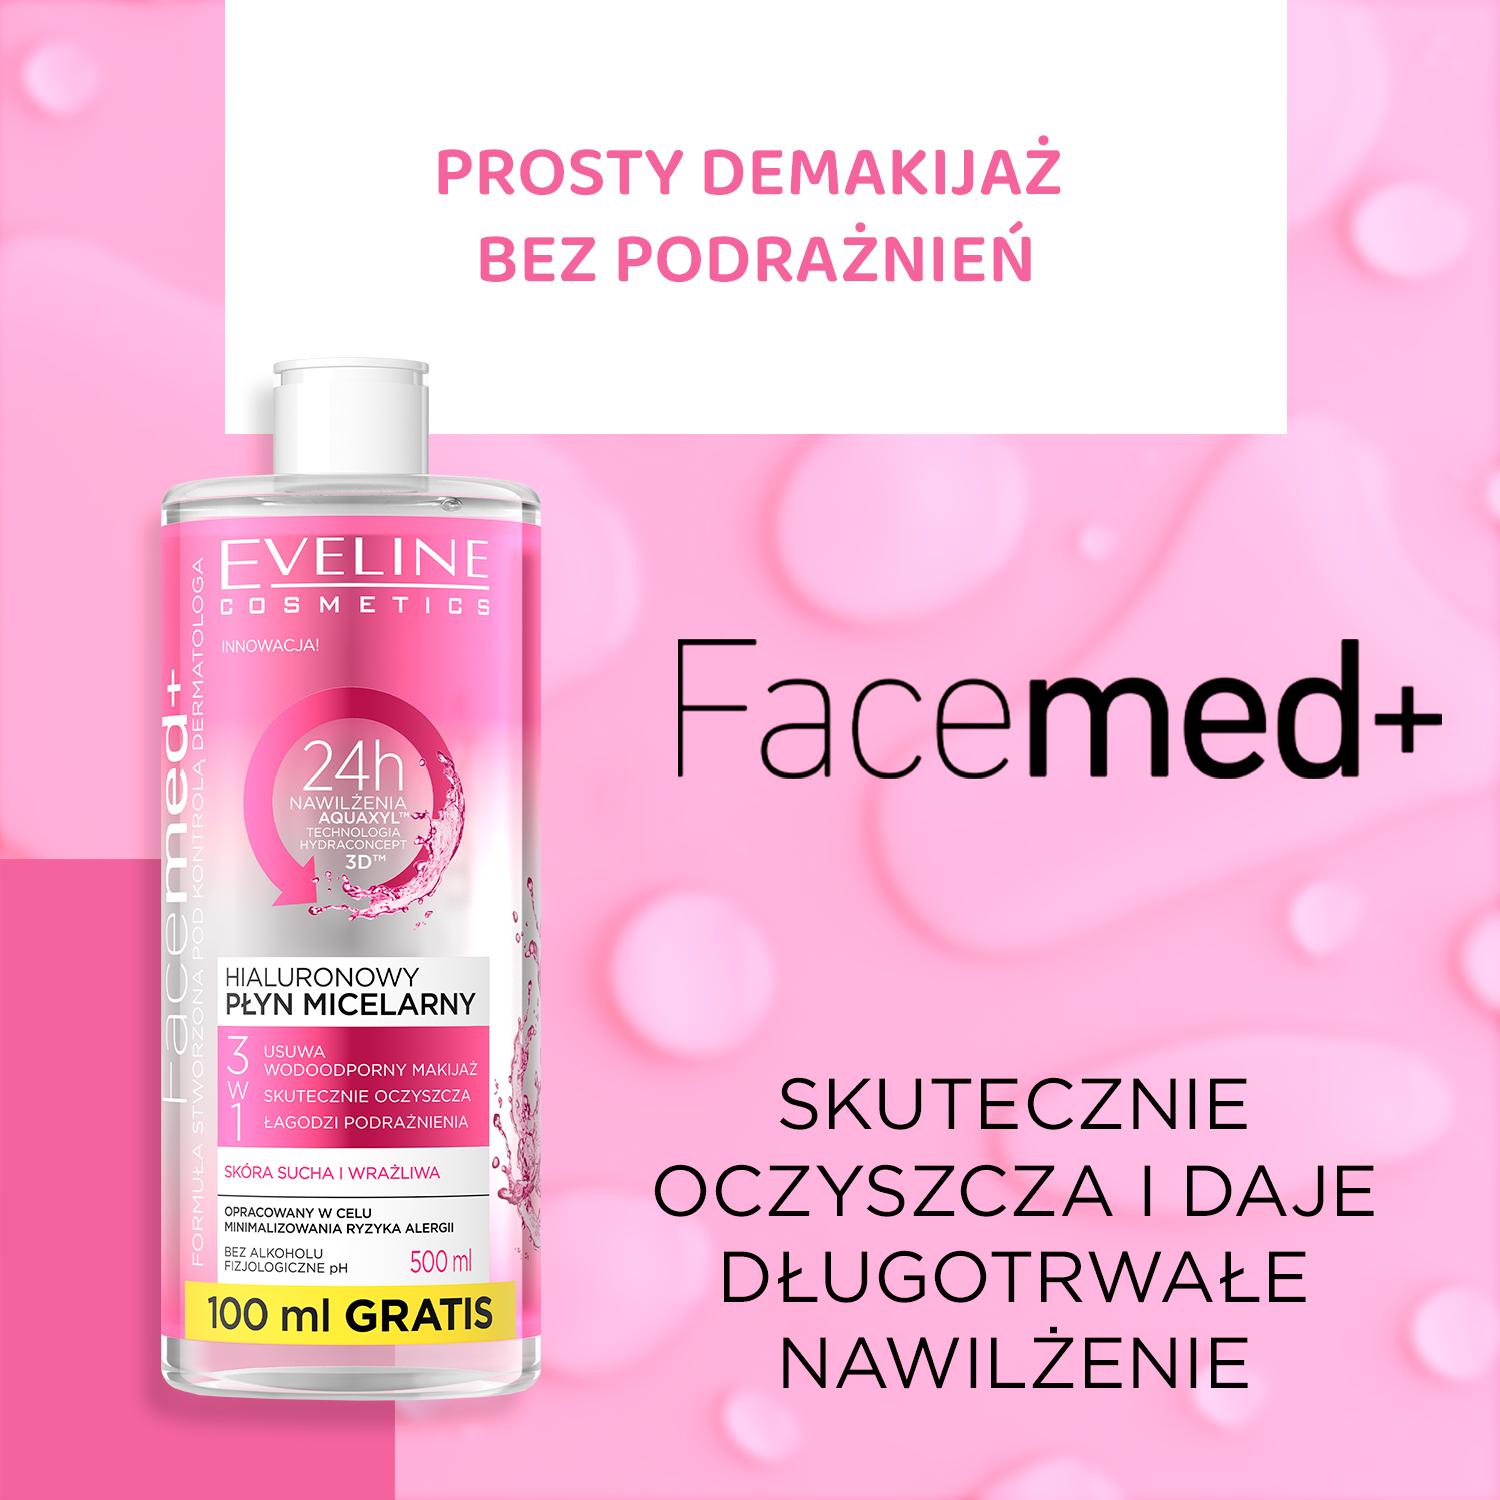 PROSTY DEMAKIJAŻ
BEZ PODRAŻNIEŃ
EVELINE
COSMETICS
INNOWACJA!
24h
NAWILŻENIA
AQUAXYL™
TECHNOLOGIA
HYDRACONCEPT
3D™
Facemed+
FORMUŁA STWORZONA POD KONTROLĄ DERMATOLOGA
HIALURONOWY
PŁYN MICELARNY
3
W
1
USUWA
WODOODPORNY MAKIJAŻ
SKUTECZNIE OCZYSZCZA
ŁAGODZI PODRAŻNIENIA
SKÓRA SUCHA I WRAŻLIWA
OPRACOWANY W CELU
MINIMALIZOWANIA RYZYKA ALERGII
BEZ ALKOHOLU
FIZJOLOGICZNE pH
500 ml
100 ml GRATIS
Facemed+
SKUTECZNIE
OCZYSZCZA I DAJE
DŁUGOTRWAŁE
NAWILŻENIE